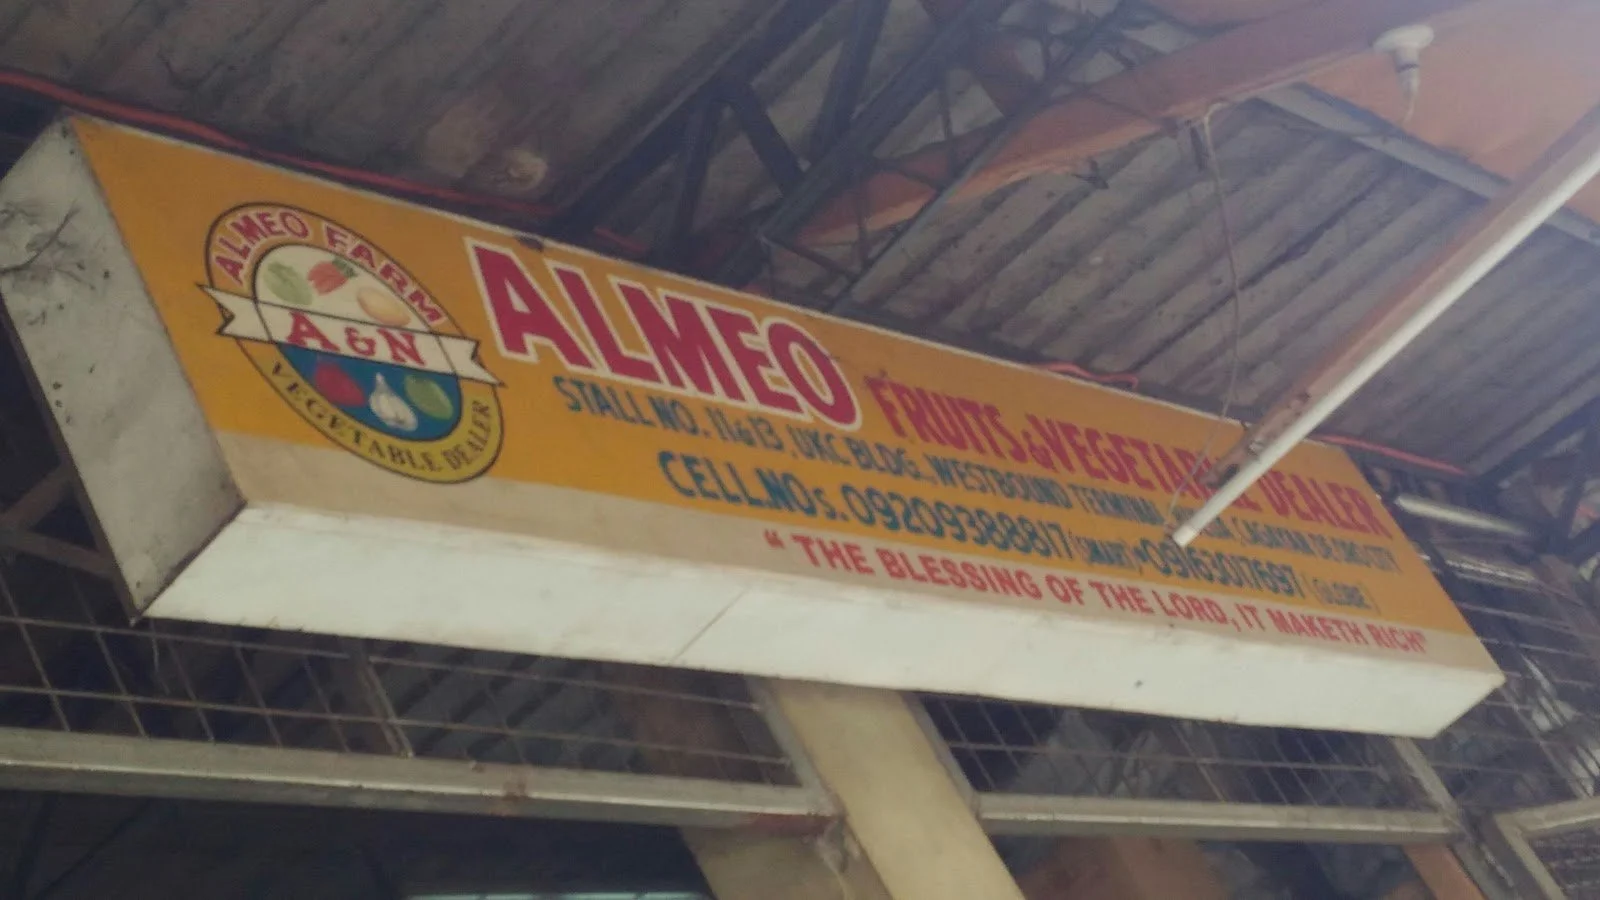 ALMEO FARM
A & N
VEGETABLE DEALER
ALMEO FRUITS & VEGETABLE DEALER
STALL NO. 11 & 13, UKC BLDG., WESTBOUND TERMINAL, CAGAYAN DE ORO CITY
CELL.NOs. 09209388817 (SMART) 09163017697 (GLOBE)
"THE BLESSING OF THE LORD, IT MAKETH RICH"